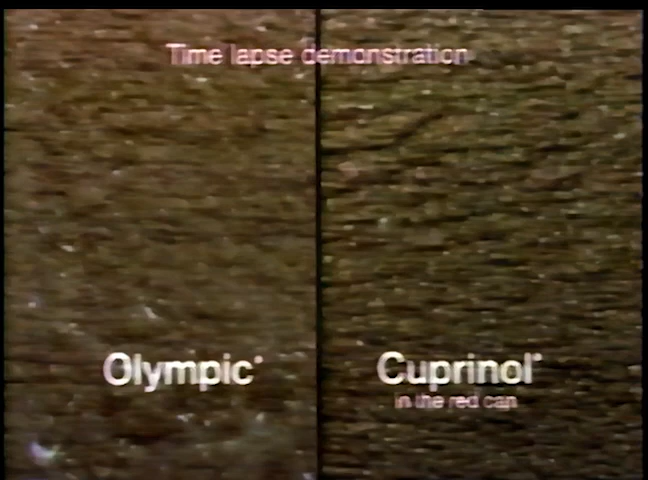 Time lapse demonstration
Olympic*
Cuprinol*
in the red can